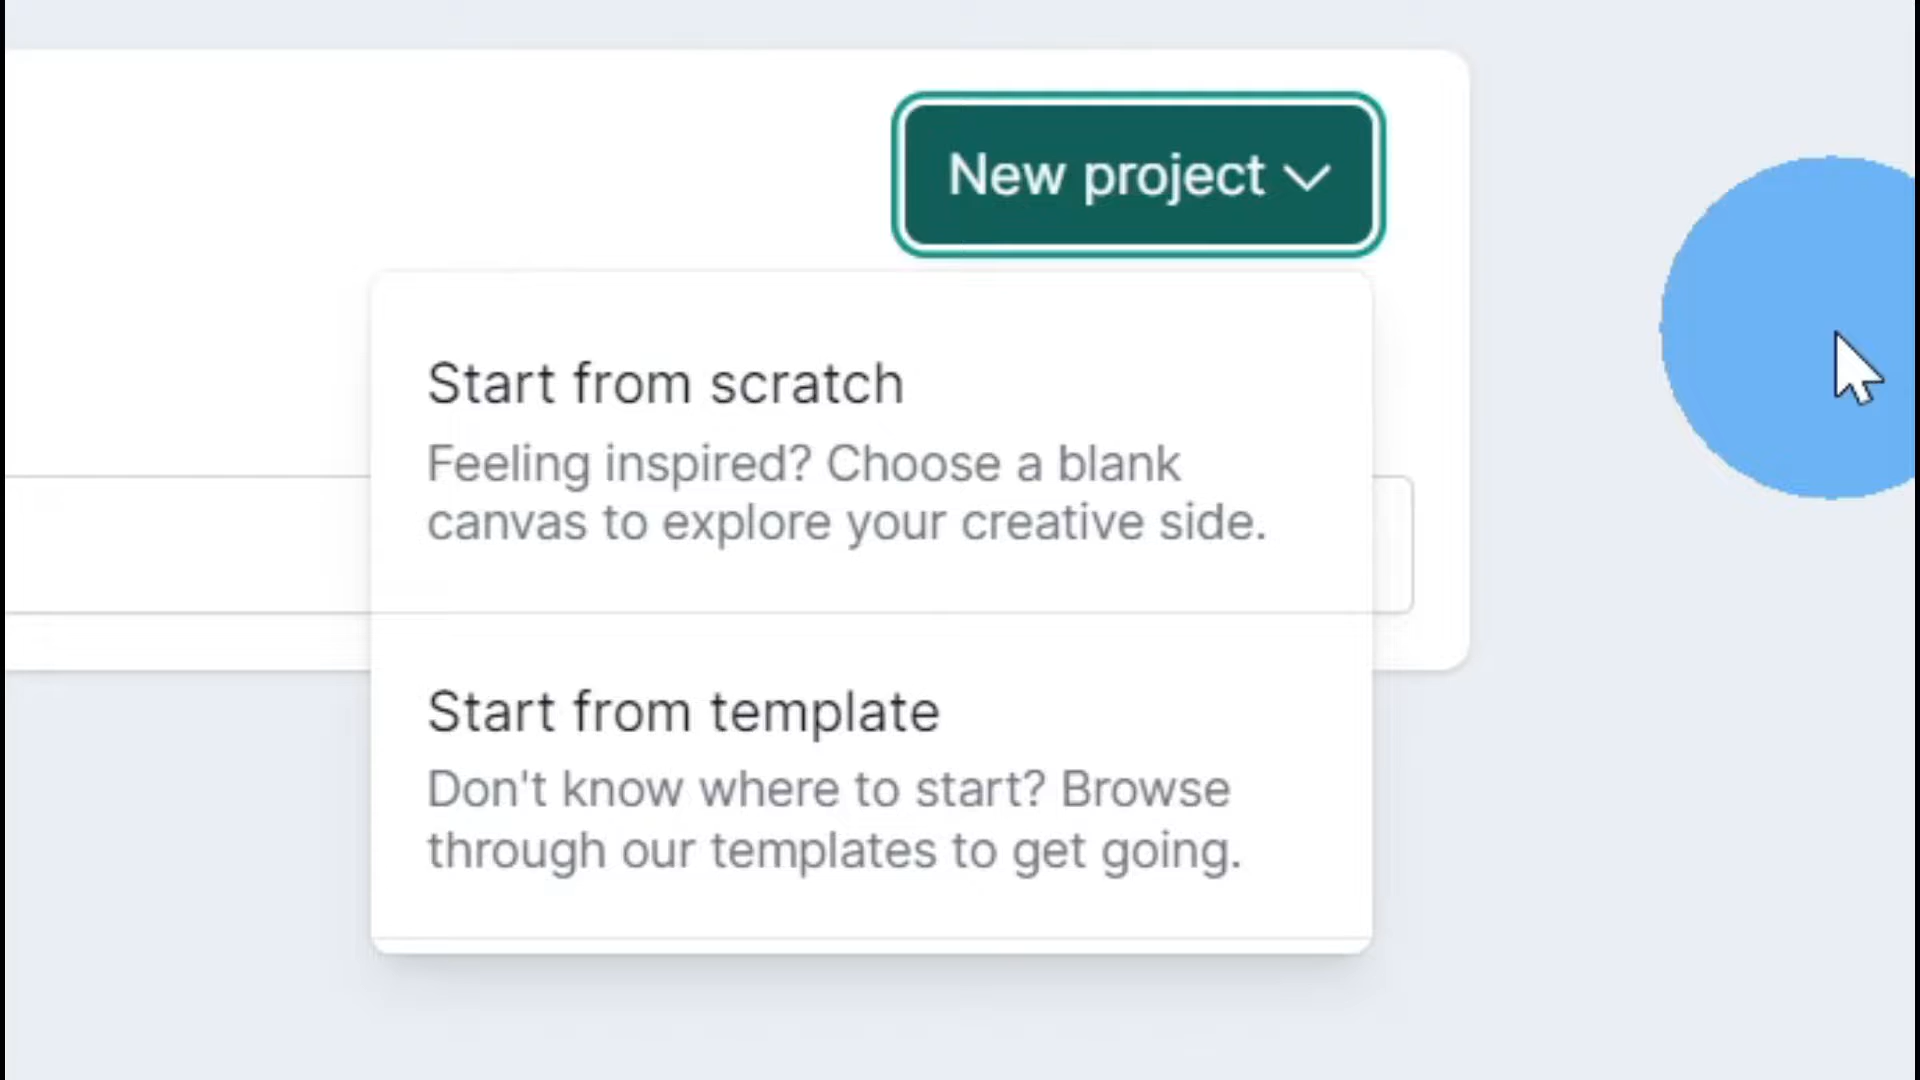 New project
Start from scratch
Feeling inspired? Choose a blank
canvas to explore your creative side.
Start from template
Don't know where to start? Browse
through our templates to get going.